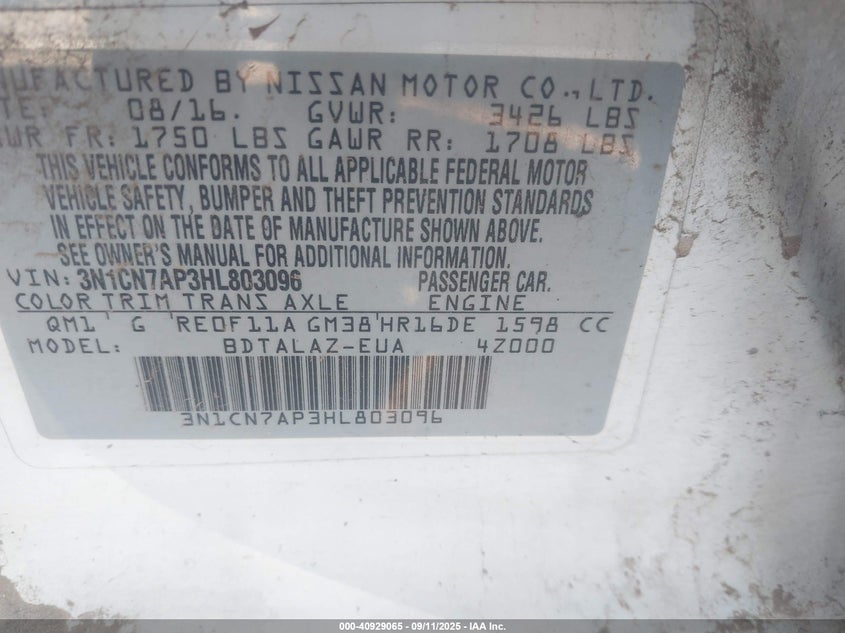 NUFACTURED BY NISSAN MOTOR CO., LTD.
TE 08/16. GVWR: 3426 LBS
WR FR: 1750 LBS GAWR RR: 1708 LBS
THIS VEHICLE CONFORMS TO ALL APPLICABLE FEDERAL MOTOR
VEHICLE SAFETY, BUMPER AND THEFT PREVENTION STANDARDS
IN EFFECT ON THE DATE OF MANUFACTURE SHOWN ABOVE.
SEE OWNER'S MANUAL FOR ADDITIONAL INFORMATION.
VIN: 3N1CN7AP3HL803096 PASSENGER CAR.
COLOR TRIM TRANS AXLE ENGINE
QM1 ' G 'RE0F11A GM38'HR16DE 1598 CC
MODEL: BDTALAZ-EUA 4Z000
3N1CN7AP3HL803096
000-40929065 - 09/11/2025 - IAA Inc.